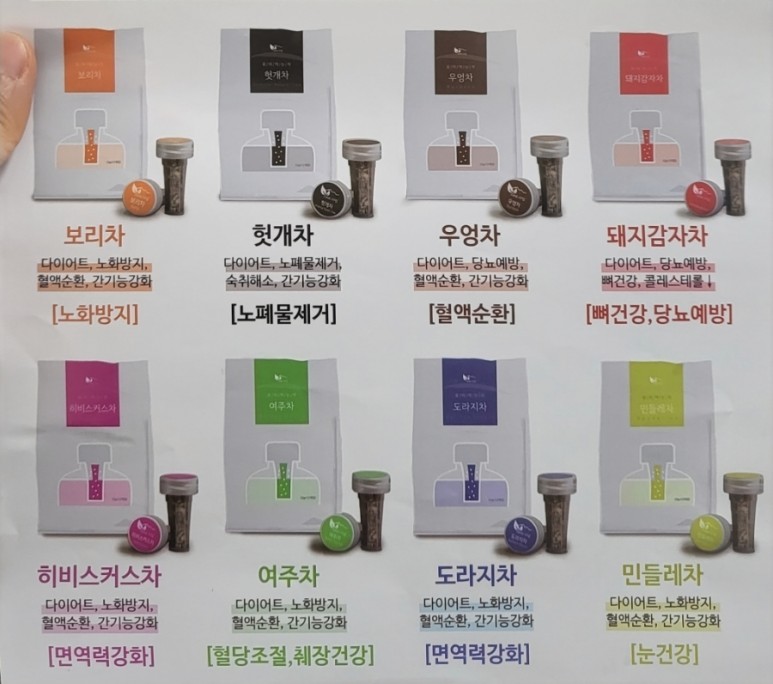 보리차
헛개차
우엉차
돼지감자차
보리차
헛개차
우엉차
돼지감자차
다이어트, 노화방지,
혈액순환, 간기능강화
[노화방지]
다이어트, 노폐물제거,
숙취해소, 간기능강화
[노폐물제거]
다이어트, 당뇨예방,
혈액순환, 간기능강화
[혈액순환]
다이어트, 당뇨예방,
뼈건강, 콜레스테롤↓
[뼈건강,당뇨예방]
히비스커스차
여주차
도라지차
민들레차
히비스커스차
여주차
도라지차
민들레차
다이어트, 노화방지,
혈액순환, 간기능강화
[면역력강화]
다이어트, 노화방지,
혈액순환, 간기능강화
[혈당조절,췌장건강]
다이어트, 노화방지,
혈액순환, 간기능강화
[면역력강화]
다이어트, 노화방지,
혈액순환, 간기능강화
[눈건강]